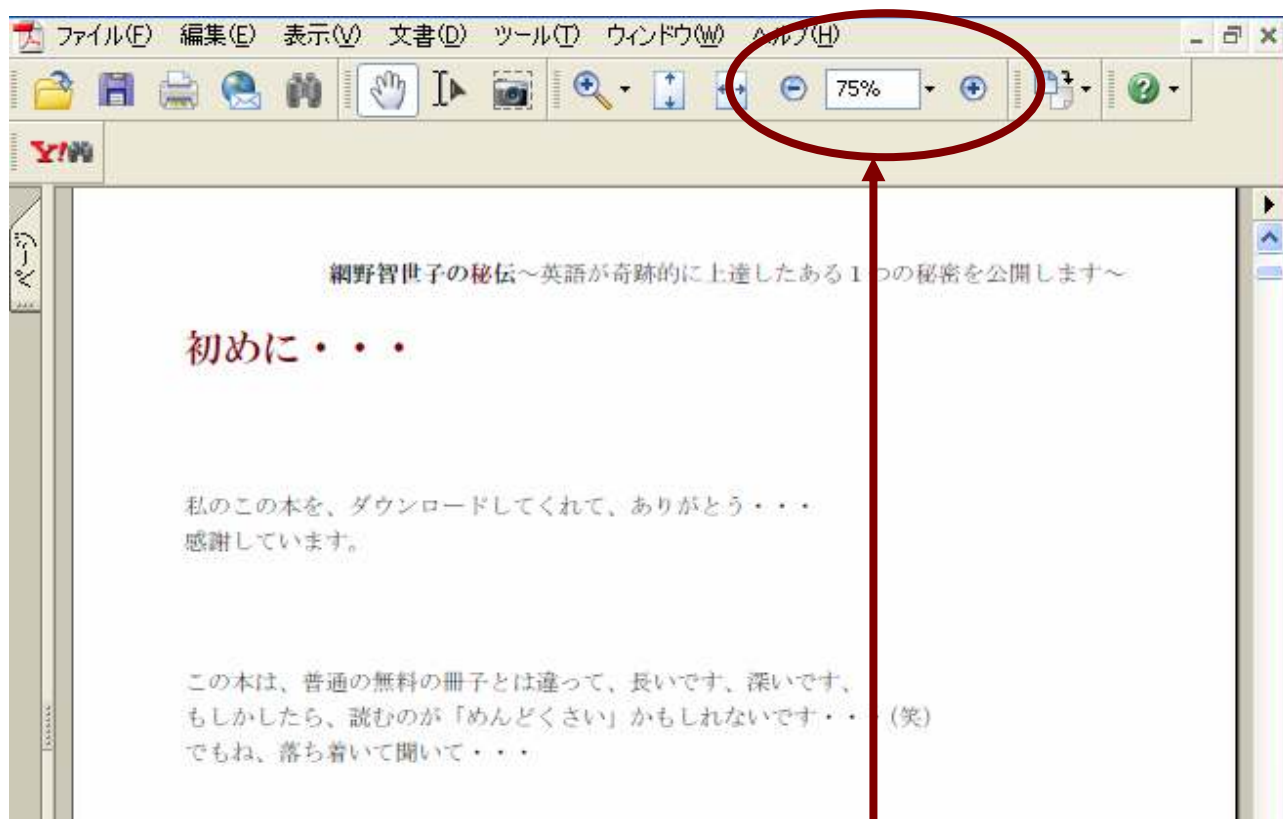 ファイル(F) 編集(E) 表示(V) 文書(D) ツール(T) ウィンドウ(W) ヘルプ(H)
75%
Y!
ページ
網野智世子の秘伝～英語が奇跡的に上達したある１つの秘密を公開します～
初めに・・・
私のこの本を、ダウンロードしてくれて、ありがとう・・・
感謝しています。
この本は、普通の無料の冊子とは違って、長いです、深いです、
もしかしたら、読むのが「めんどくさい」かもしれないです・・・(笑)
でもね、落ち着いて聞いて・・・